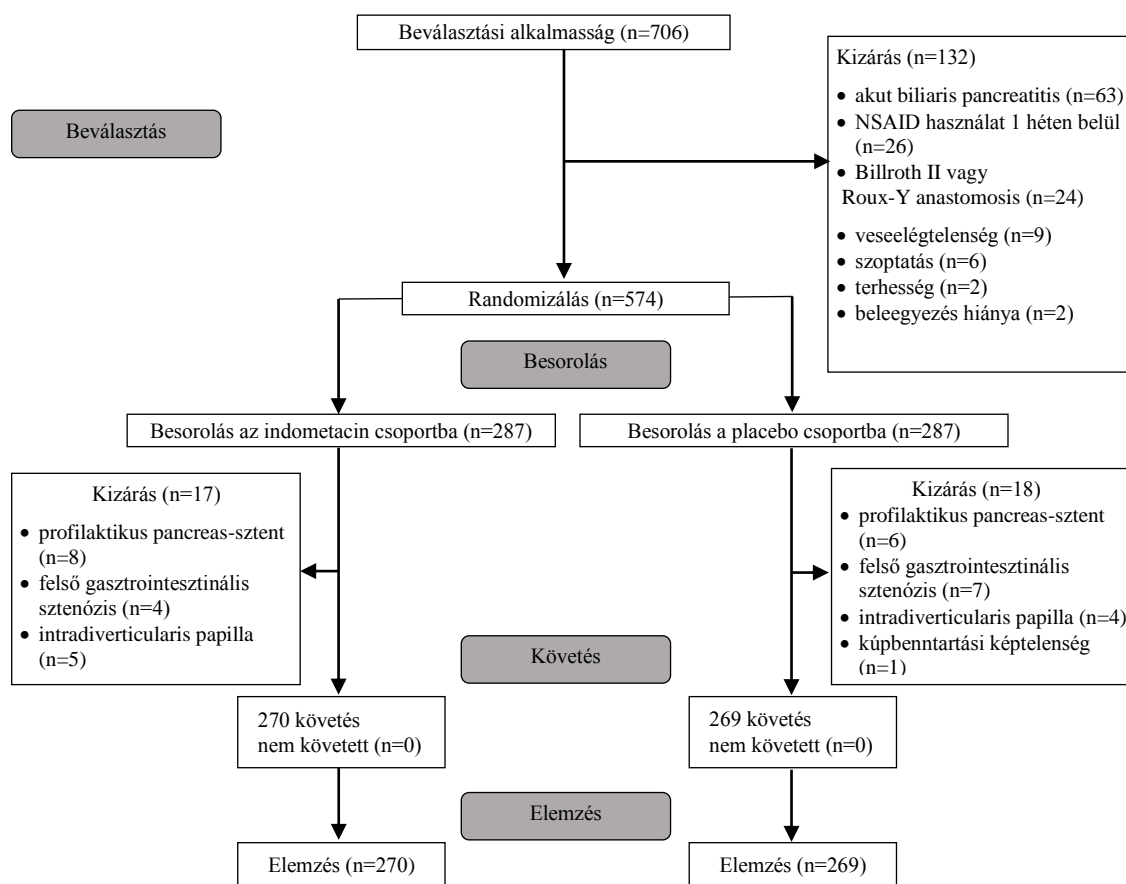 Beválasztási alkalmasság (n=706)
Kizárás (n=132)
• akut biliaris pancreatitis (n=63)
• NSAID használat 1 héten belül
(n=26)
• Billroth II vagy
Roux-Y anastomosis (n=24)
• veseelégtelenség (n=9)
• szoptatás (n=6)
• terhesség (n=2)
• beleegyezés hiánya (n=2)
Beválasztás
Randomizálás (n=574)
Besorolás
Besorolás az indometacin csoportba (n=287)
Besorolás a placebo csoportba (n=287)
Kizárás (n=17)
• profilaktikus pancreas-sztent
(n=8)
• felső gasztrointesztinális
sztenózis (n=4)
• intradiverticularis papilla
(n=5)
Kizárás (n=18)
• profilaktikus pancreas-sztent
(n=6)
• felső gasztrointesztinális
sztenózis (n=7)
• intradiverticularis papilla (n=4)
• kúpbenntartási képtelenség
(n=1)
Követés
270 követés
nem követett (n=0)
269 követés
nem követett (n=0)
Elemzés
Elemzés (n=270)
Elemzés (n=269)